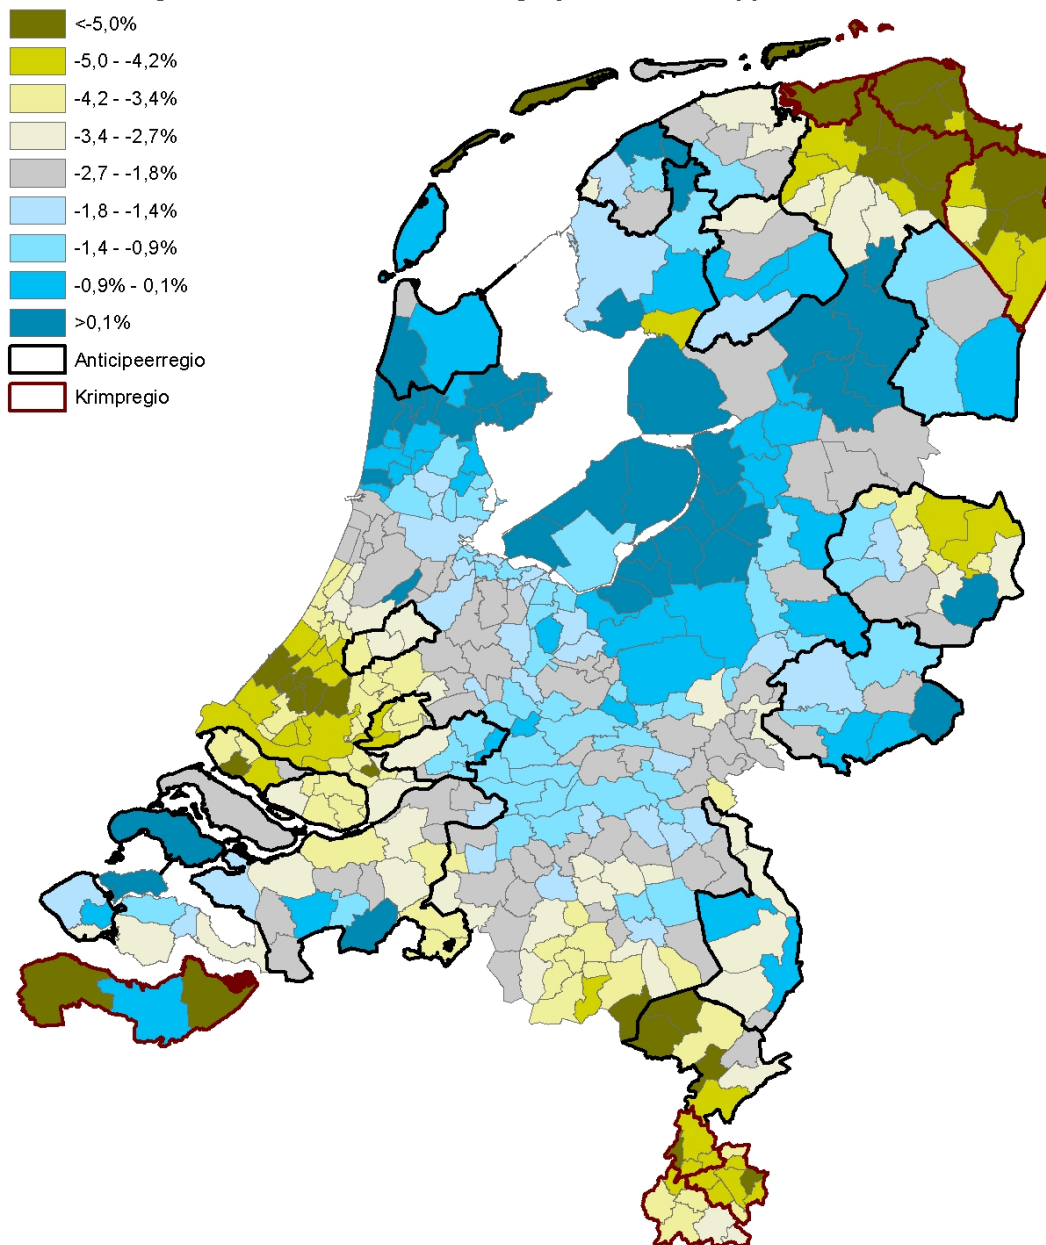 <-5,0%
-5,0 - -4,2%
-4,2 - -3,4%
-3,4 - -2,7%
-2,7 - -1,8%
-1,8 - -1,4%
-1,4 - -0,9%
-0,9% - 0,1%
>0,1%
Anticipeerregio
Krimpregio